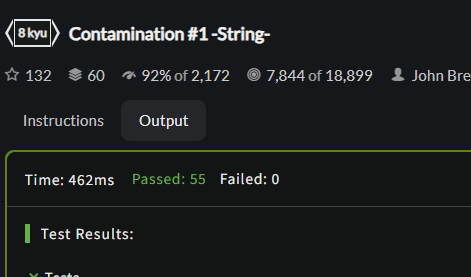 8 kyu Contamination #1 -String-
132 60 92% of 2,172 7,844 of 18,899 John Bre
Instructions Output
Time: 462ms Passed: 55 Failed: 0
Test Results:
Tests